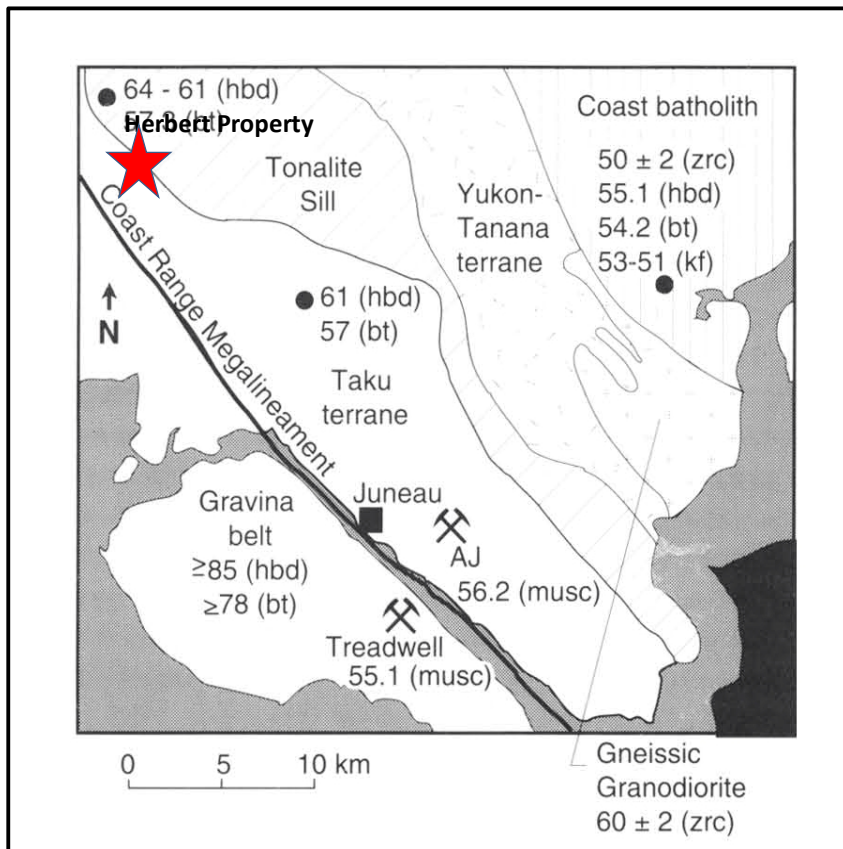 64 - 61 (hbd)
57.3 (bt)
Herbert Property
Coast batholith
50 ± 2 (zrc)
55.1 (hbd)
54.2 (bt)
53-51 (kf)
Tonalite
Sill
Yukon-
Tanana
terrane
Coast Range Megalineament
N
61 (hbd)
57 (bt)
Taku
terrane
Juneau
AJ
56.2 (musc)
Gravina
belt
≥85 (hbd)
≥78 (bt)
Treadwell
55.1 (musc)
0 5 10 km
Gneissic
Granodiorite
60 ± 2 (zrc)